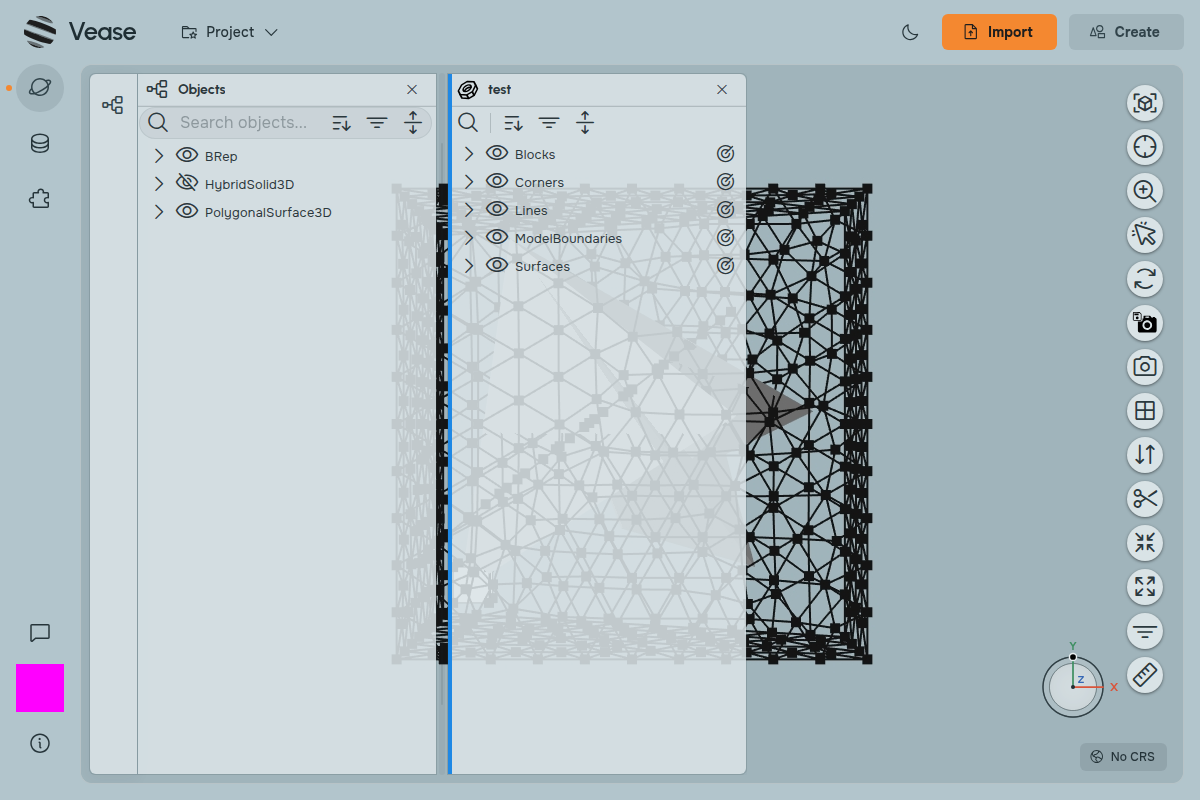 Vease
Project
Import
Create
Objects
test
Search objects...
BRep
HybridSolid3D
PolygonalSurface3D
Blocks
Corners
Lines
ModelBoundaries
Surfaces
Y
Z
X
No CRS